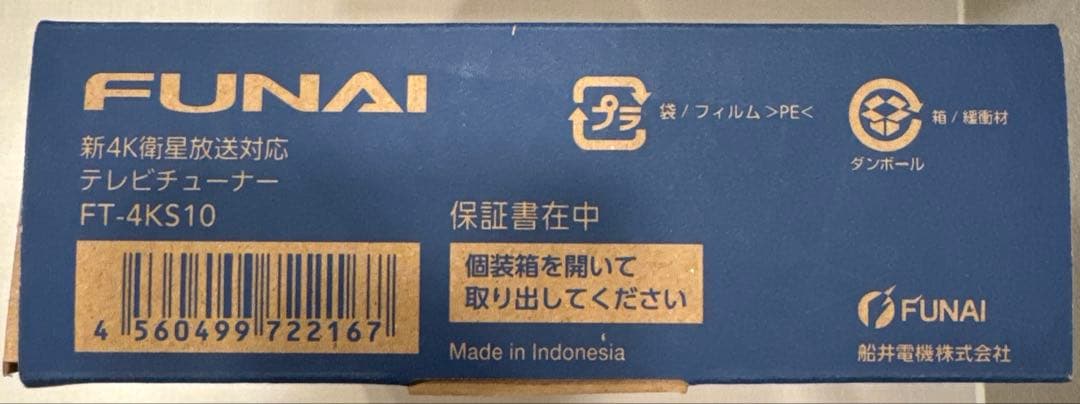 FUNAI
新4K衛星放送対応
テレビチューナー
FT-4KS10
4 560499 722167
プラ
袋 / フィルム >PE<
箱 / 緩衝材
ダンボール
保証書在中
個装箱を開いて
取り出してください
Made in Indonesia
FUNAI
船井電機株式会社